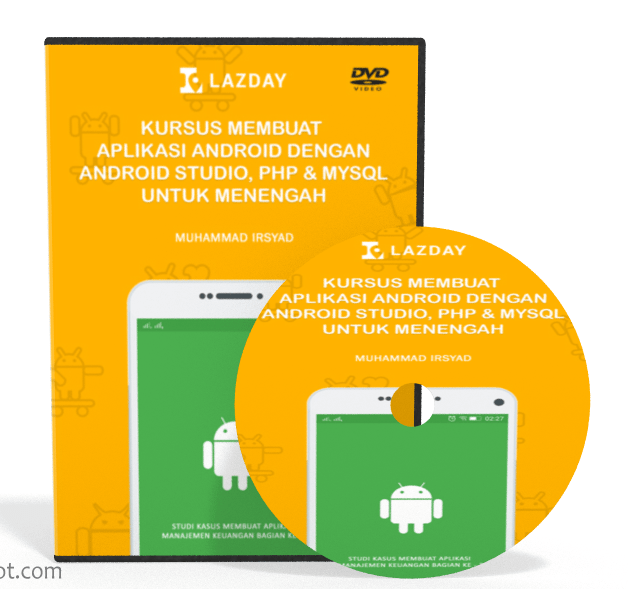 LAZDAY
DVD
VIDEO
KURSUS MEMBUAT
APLIKASI ANDROID DENGAN
ANDROID STUDIO, PHP & MYSQL
UNTUK MENENGAH
MUHAMMAD IRSYAD
STUDI KASUS MEMBUAT APLIKASI
MANAJEMEN KEUANGAN BAGIAN KE
LAZDAY
KURSUS MEMBUAT
APLIKASI ANDROID DENGAN
ANDROID STUDIO, PHP & MYSQL
UNTUK MENENGAH
MUHAMMAD IRSYAD
02:27
STUDI KASUS MEMBUAT APLIKASI
MANAJEMEN KEUANGAN BAGIAN KE -
ot.com